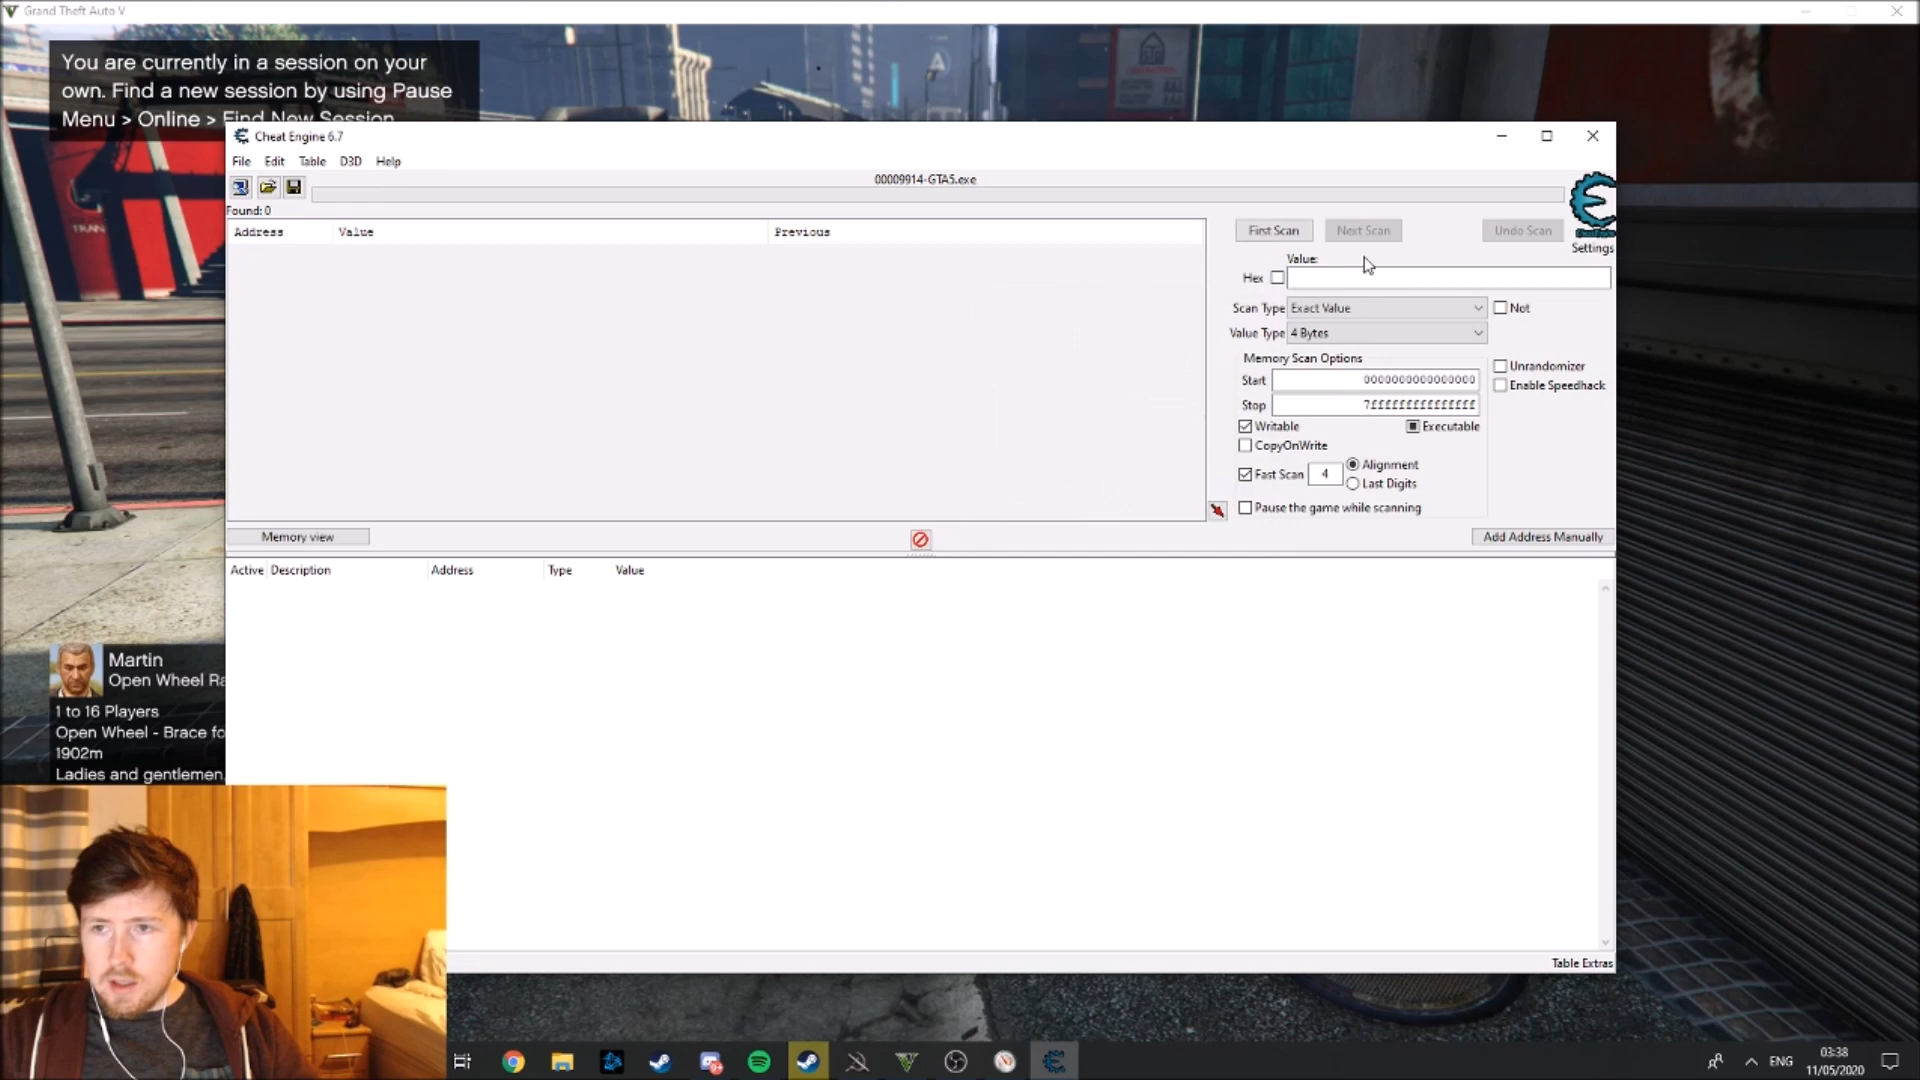 Grand Theft Auto V
You are currently in a session on your
own. Find a new session by using Pause
Menu > Online > Find New Session
Cheat Engine 6.7
File Edit Table D3D Help
00009914-GTA5.exe
Found: 0
Address Value Previous
First Scan Next Scan Undo Scan
Settings
Value:
Hex
Scan Type Exact Value Not
Value Type 4 Bytes
Memory Scan Options
Unrandomizer
Start 0000000000000000
Enable Speedhack
Stop 7fffffffffffffff
Writable Executable
CopyOnWrite
Fast Scan 4 Alignment
Last Digits
Pause the game while scanning
Memory view Add Address Manually
Active Description Address Type Value
TRAN
Martin
Open Wheel Ra
1 to 16 Players
Open Wheel - Brace fo
1902m
Ladies and gentlemen,
Table Extras
ENG
03:38
11/05/2020